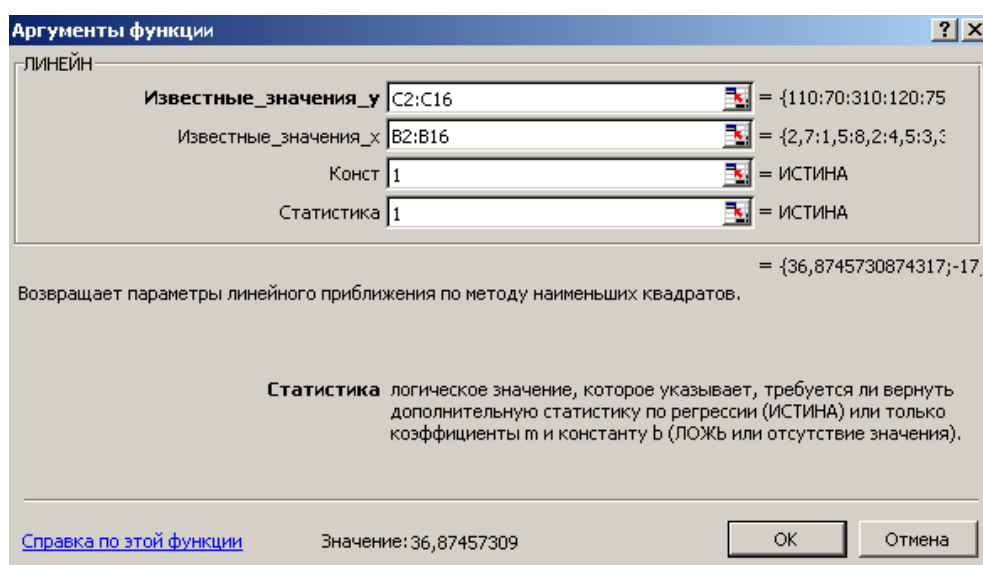 Аргументы функции
ЛИНЕЙН
Известные_значения_y C2:C16 = {110:70:310:120:75
Известные_значения_x B2:B16 = {2,7:1,5:8,2:4,5:3,3
Конст 1 = ИСТИНА
Статистика 1 = ИСТИНА
= {36,8745730874317;-17
Возвращает параметры линейного приближения по методу наименьших квадратов.
Статистика логическое значение, которое указывает, требуется ли вернуть
дополнительную статистику по регрессии (ИСТИНА) или только
коэффициенты m и константу b (ЛОЖЬ или отсутствие значения).
Справка по этой функции Значение: 36,87457309 ОК Отмена